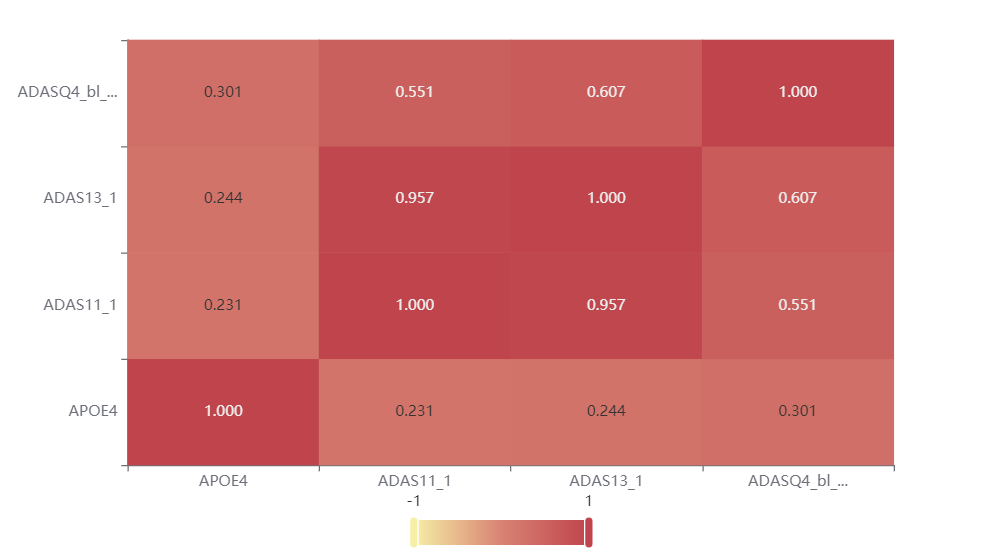 ADASQ4_bl_... 0.301 0.551 0.607 1.000
ADAS13_1 0.244 0.957 1.000 0.607
ADAS11_1 0.231 1.000 0.957 0.551
APOE4 1.000 0.231 0.244 0.301
APOE4 ADAS11_1 ADAS13_1 ADASQ4_bl_...
-1 1